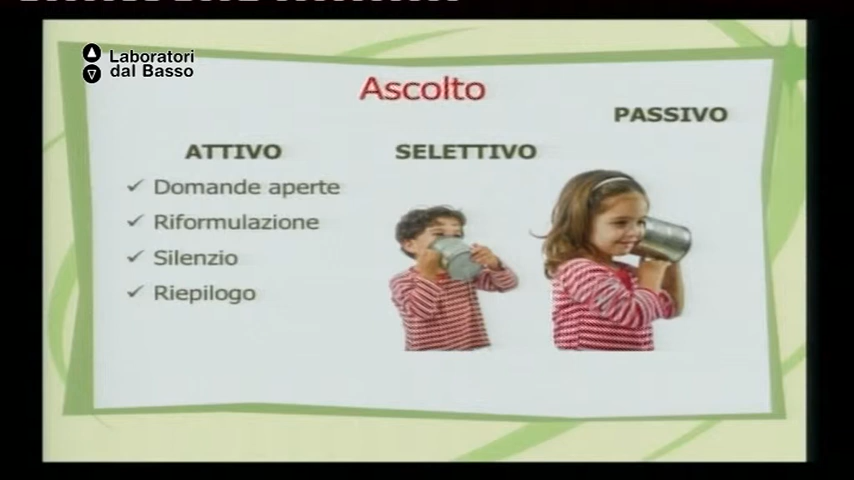 Laboratori
dal Basso
Ascolto
PASSIVO
ATTIVO
SELETTIVO
Domande aperte
Riformulazione
Silenzio
Riepilogo